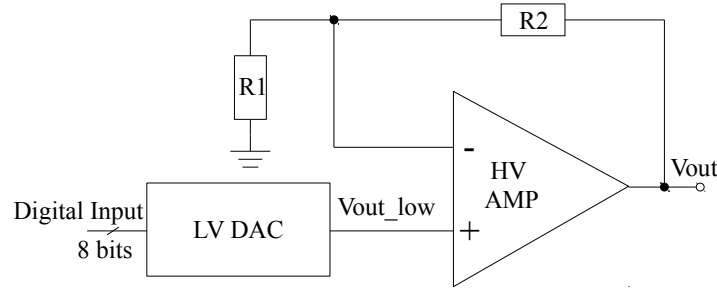 R2
R1
-
HV
AMP
Vout
Digital Input
8 bits
LV DAC
Vout_low
+